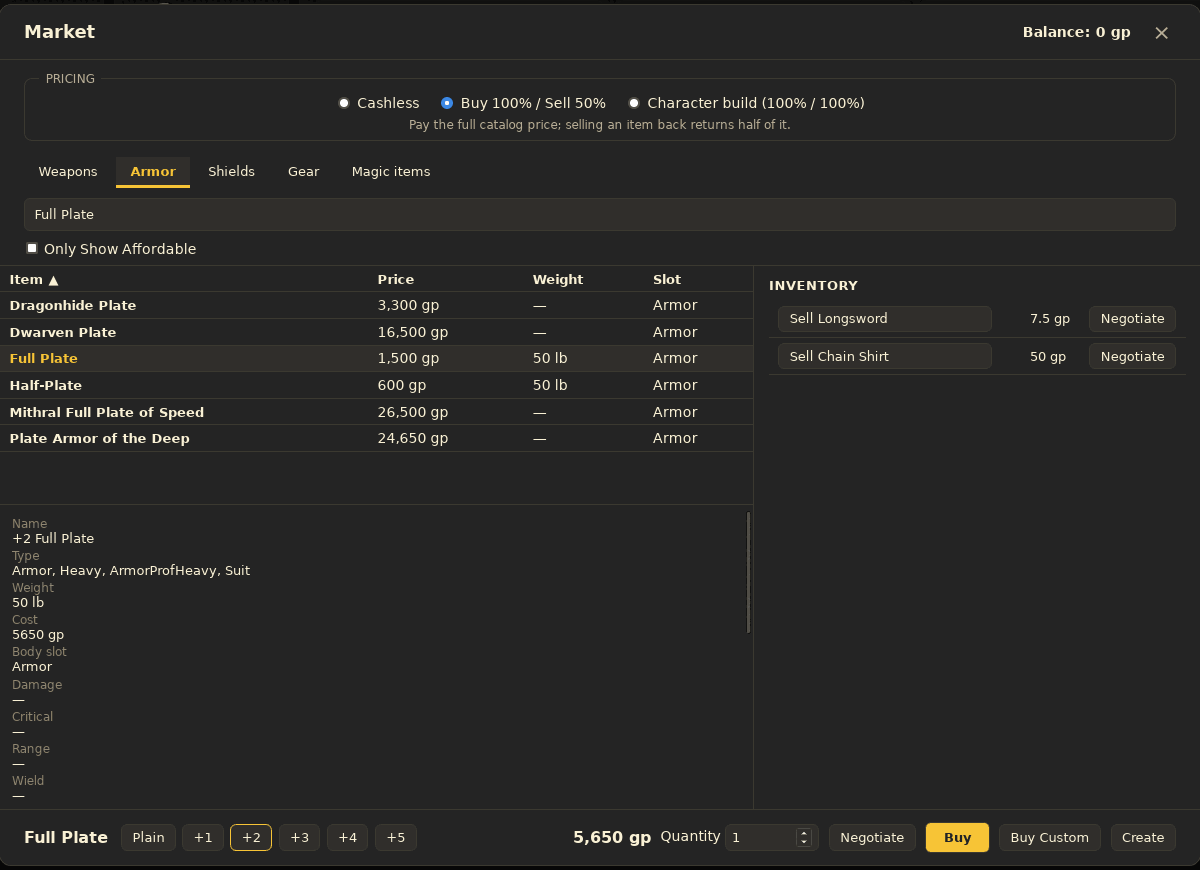 Market
Balance: 0 gp
PRICING
Cashless Buy 100% / Sell 50% Character build (100% / 100%)
Pay the full catalog price; selling an item back returns half of it.
Weapons Armor Shields Gear Magic items
Full Plate
Only Show Affordable
Item ▲ Price Weight Slot
Dragonhide Plate 3,300 gp — Armor
Dwarven Plate 16,500 gp — Armor
Full Plate 1,500 gp 50 lb Armor
Half-Plate 600 gp 50 lb Armor
Mithral Full Plate of Speed 26,500 gp — Armor
Plate Armor of the Deep 24,650 gp — Armor
INVENTORY
Sell Longsword 7.5 gp Negotiate
Sell Chain Shirt 50 gp Negotiate
Name
+2 Full Plate
Type
Armor, Heavy, ArmorProfHeavy, Suit
Weight
50 lb
Cost
5650 gp
Body slot
Armor
Damage
—
Critical
—
Range
—
Wield
—
Full Plate Plain +1 +2 +3 +4 +5 5,650 gp Quantity 1 Negotiate Buy Buy Custom Create